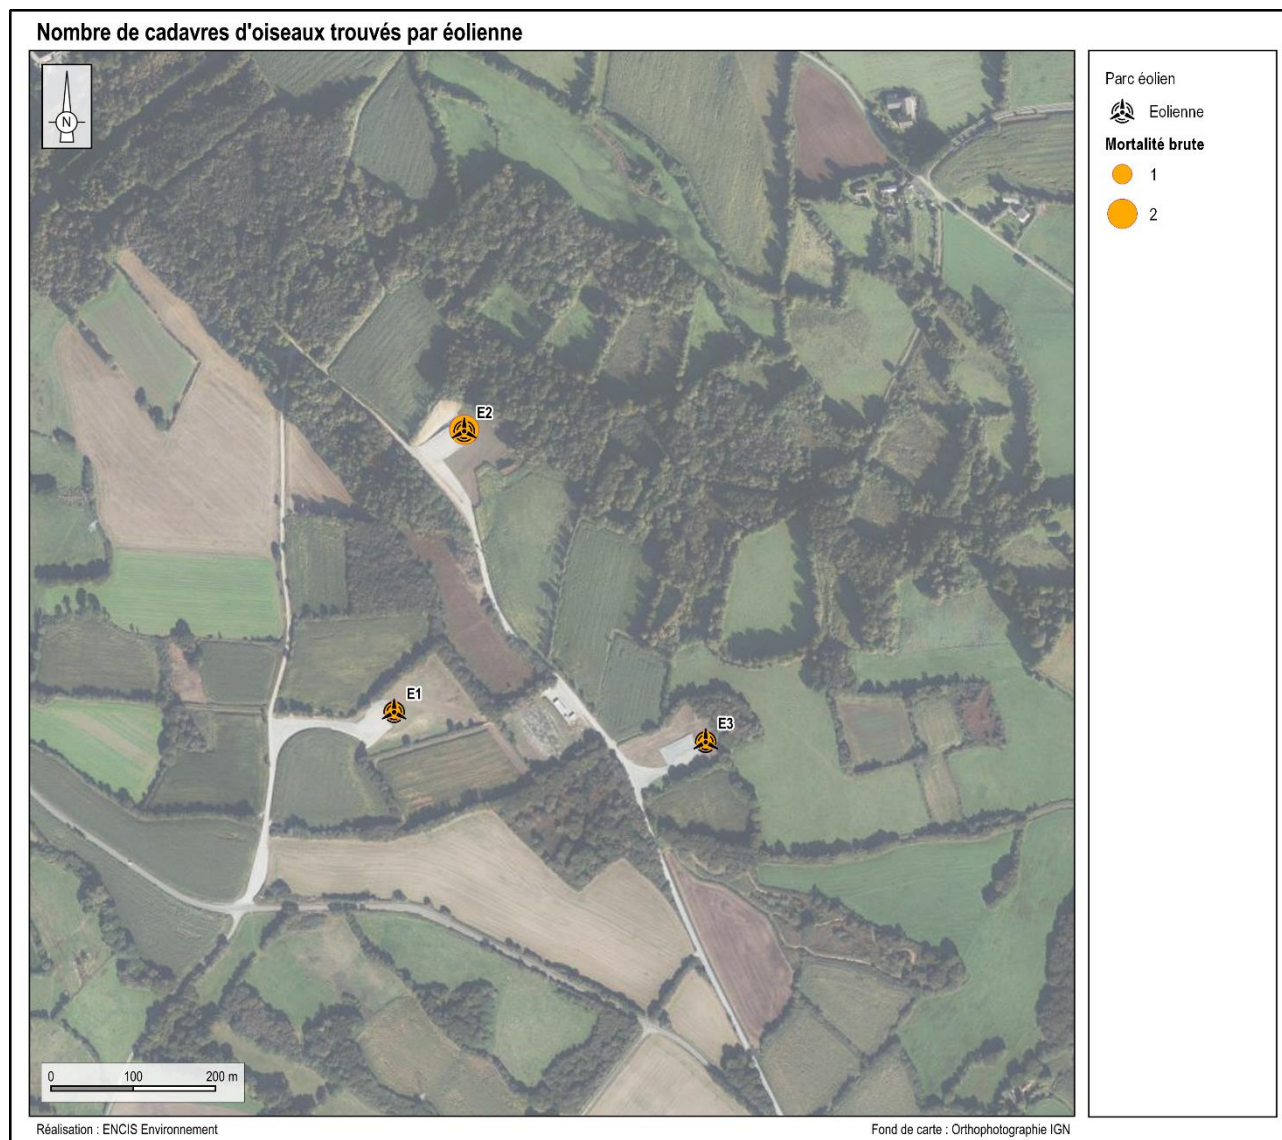 Nombre de cadavres d'oiseaux trouvés par éolienne
N
Parc éolien
Eolienne
Mortalité brute
1
2
E2
E1
E3
0 100 200 m
Réalisation : ENCIS Environnement
Fond de carte : Orthophotographie IGN